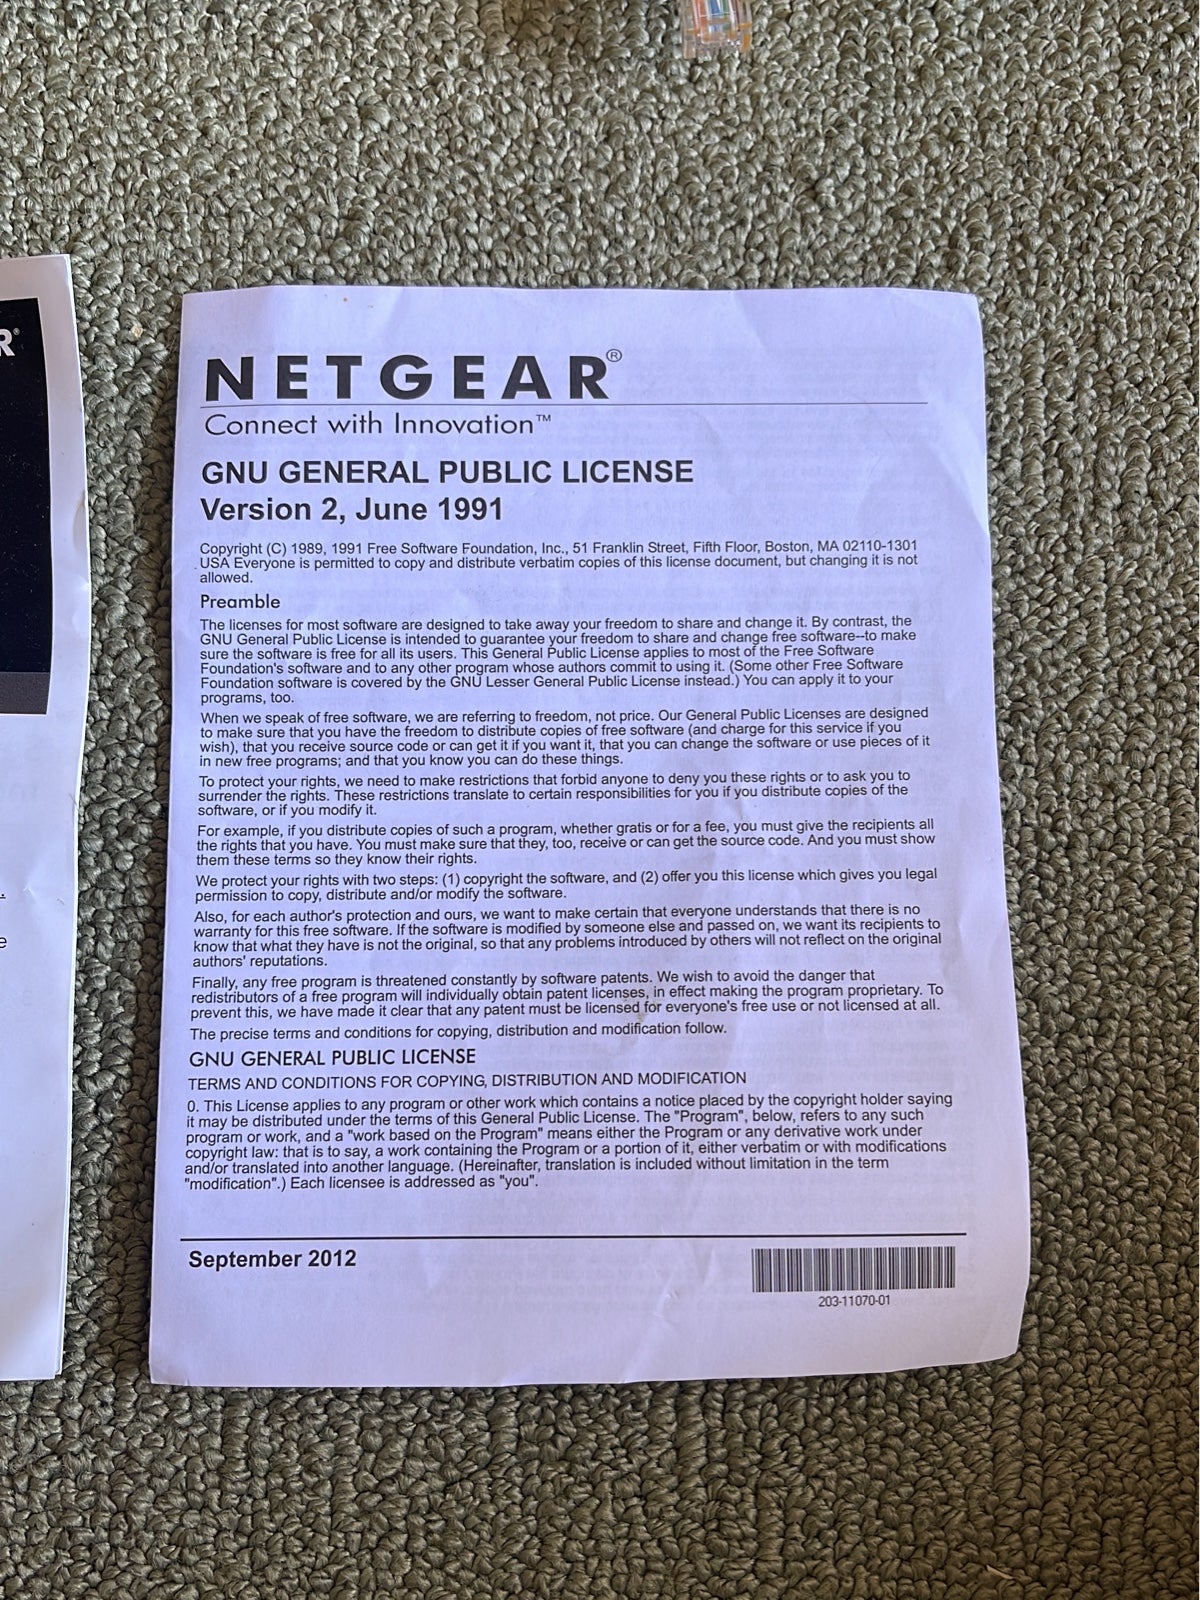 R®
.
e
NETGEAR®
Connect with Innovation™
GNU GENERAL PUBLIC LICENSE
Version 2, June 1991
Copyright (C) 1989, 1991 Free Software Foundation, Inc., 51 Franklin Street, Fifth Floor, Boston, MA 02110-1301
USA Everyone is permitted to copy and distribute verbatim copies of this license document, but changing it is not
allowed.
Preamble
The licenses for most software are designed to take away your freedom to share and change it. By contrast, the
GNU General Public License is intended to guarantee your freedom to share and change free software--to make
sure the software is free for all its users. This General Public License applies to most of the Free Software
Foundation's software and to any other program whose authors commit to using it. (Some other Free Software
Foundation software is covered by the GNU Lesser General Public License instead.) You can apply it to your
programs, too.
When we speak of free software, we are referring to freedom, not price. Our General Public Licenses are designed
to make sure that you have the freedom to distribute copies of free software (and charge for this service if you
wish), that you receive source code or can get it if you want it, that you can change the software or use pieces of it
in new free programs; and that you know you can do these things.
To protect your rights, we need to make restrictions that forbid anyone to deny you these rights or to ask you to
surrender the rights. These restrictions translate to certain responsibilities for you if you distribute copies of the
software, or if you modify it.
For example, if you distribute copies of such a program, whether gratis or for a fee, you must give the recipients all
the rights that you have. You must make sure that they, too, receive or can get the source code. And you must show
them these terms so they know their rights.
We protect your rights with two steps: (1) copyright the software, and (2) offer you this license which gives you legal
permission to copy, distribute and/or modify the software.
Also, for each author's protection and ours, we want to make certain that everyone understands that there is no
warranty for this free software. If the software is modified by someone else and passed on, we want its recipients to
know that what they have is not the original, so that any problems introduced by others will not reflect on the original
authors' reputations.
Finally, any free program is threatened constantly by software patents. We wish to avoid the danger that
redistributors of a free program will individually obtain patent licenses, in effect making the program proprietary. To
prevent this, we have made it clear that any patent must be licensed for everyone's free use or not licensed at all.
The precise terms and conditions for copying, distribution and modification follow.
GNU GENERAL PUBLIC LICENSE
TERMS AND CONDITIONS FOR COPYING, DISTRIBUTION AND MODIFICATION
0. This License applies to any program or other work which contains a notice placed by the copyright holder saying
it may be distributed under the terms of this General Public License. The "Program", below, refers to any such
program or work, and a "work based on the Program" means either the Program or any derivative work under
copyright law: that is to say, a work containing the Program or a portion of it, either verbatim or with modifications
and/or translated into another language. (Hereinafter, translation is included without limitation in the term
"modification".) Each licensee is addressed as "you".
September 2012
203-11070-01